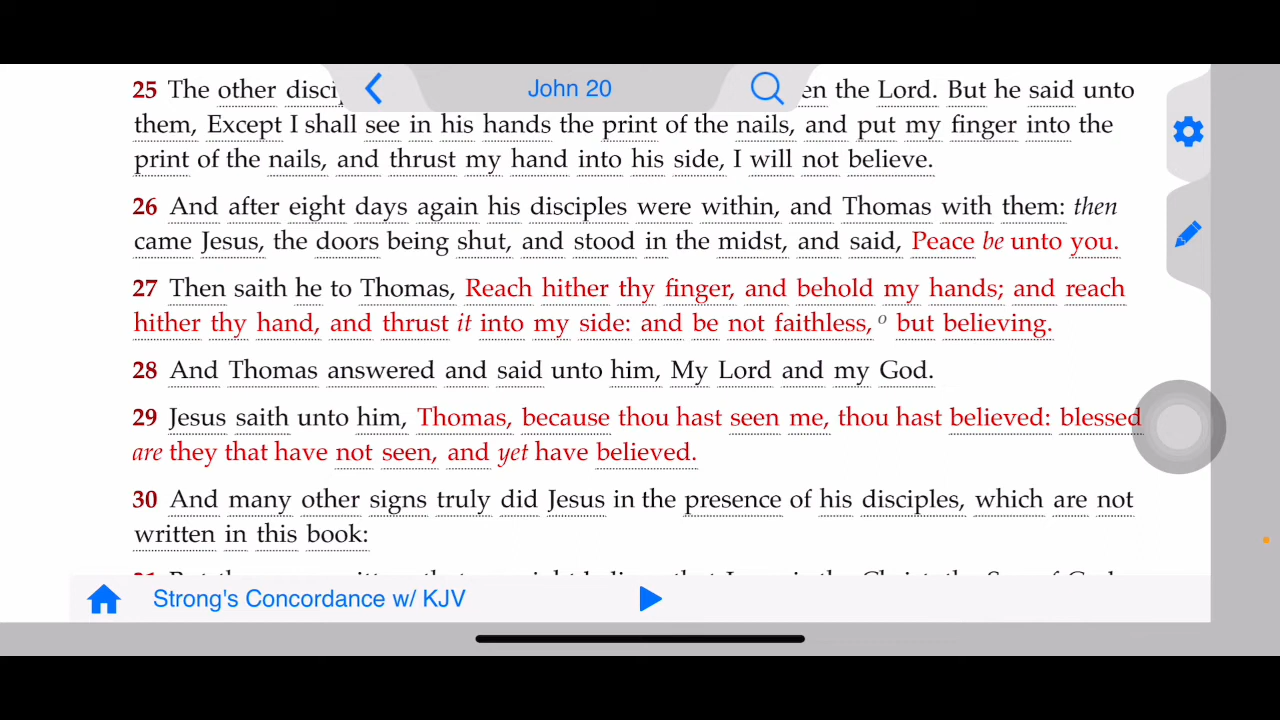 John 20
25 The other disci en the Lord. But he said unto
them, Except I shall see in his hands the print of the nails, and put my finger into the
print of the nails, and thrust my hand into his side, I will not believe.
26 And after eight days again his disciples were within, and Thomas with them: then
came Jesus, the doors being shut, and stood in the midst, and said, Peace be unto you.
27 Then saith he to Thomas, Reach hither thy finger, and behold my hands; and reach
hither thy hand, and thrust it into my side: and be not faithless, o but believing.
28 And Thomas answered and said unto him, My Lord and my God.
29 Jesus saith unto him, Thomas, because thou hast seen me, thou hast believed: blessed
are they that have not seen, and yet have believed.
30 And many other signs truly did Jesus in the presence of his disciples, which are not
written in this book:
Strong's Concordance w/ KJV